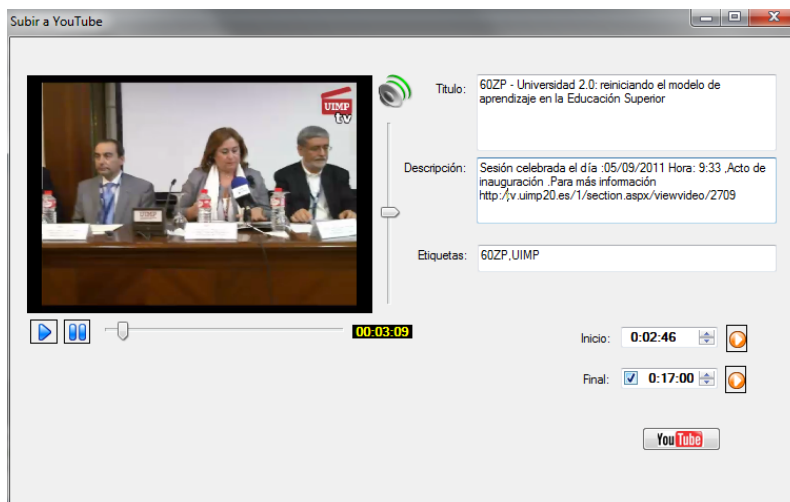 Subir a YouTube
UIMP
tv
Titulo:
60ZP - Universidad 2.0: reiniciando el modelo de
aprendizaje en la Educación Superior
Descripción:
Sesión celebrada el día :05/09/2011 Hora: 9:33 ,Acto de
inauguración .Para más información
http:/;v.uimp20.es/1/section.aspx/viewvideo/2709
Etiquetas:
60ZP,UIMP
00:03:09
Inicio:
0:02:46
Final:
0:17:00
YouTube